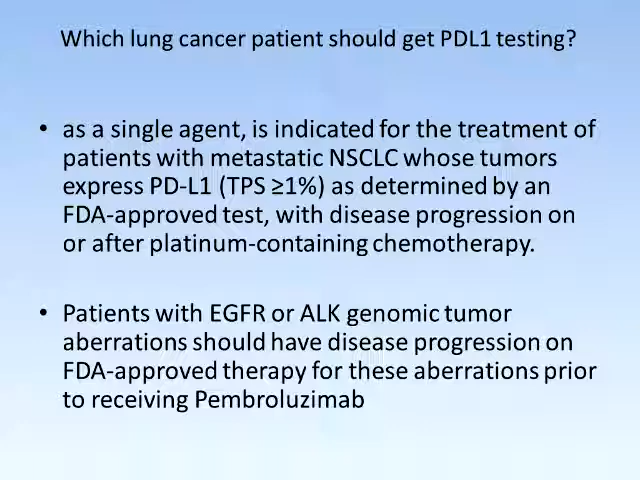 Which lung cancer patient should get PDL1 testing?
• as a single agent, is indicated for the treatment of
patients with metastatic NSCLC whose tumors
express PD-L1 (TPS ≥1%) as determined by an
FDA-approved test, with disease progression on
or after platinum-containing chemotherapy.
• Patients with EGFR or ALK genomic tumor
aberrations should have disease progression on
FDA-approved therapy for these aberrations prior
to receiving Pembroluzimab